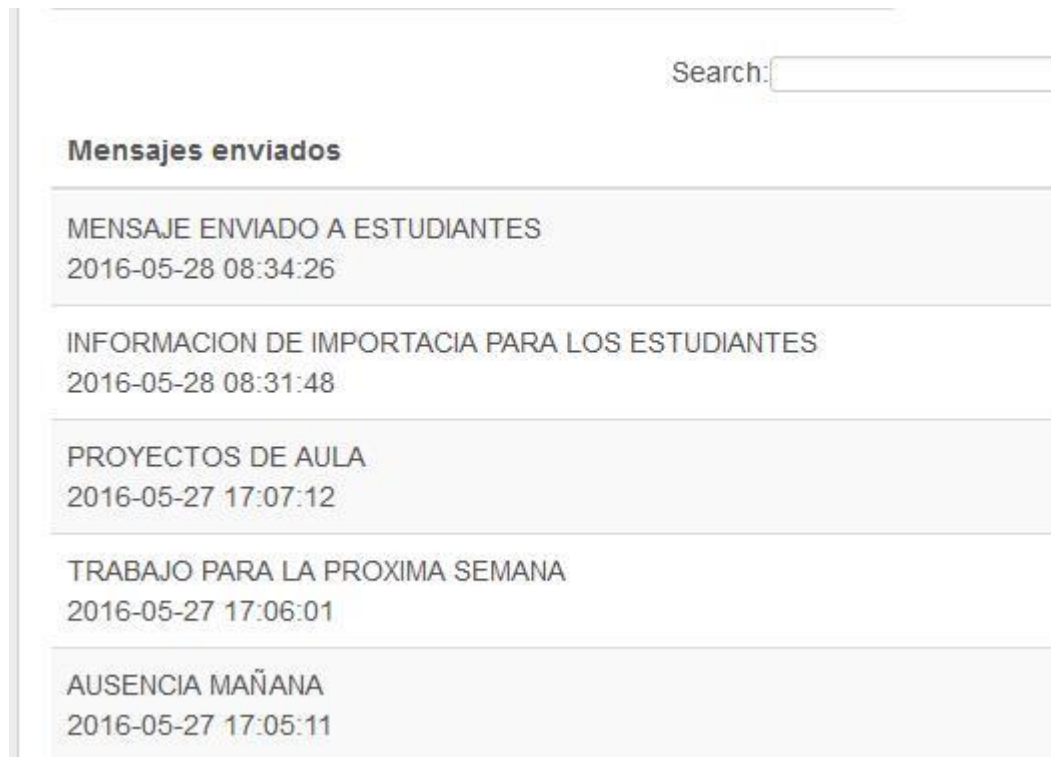 Search:
Mensajes enviados
MENSAJE ENVIADO A ESTUDIANTES
2016-05-28 08:34:26
INFORMACION DE IMPORTACIA PARA LOS ESTUDIANTES
2016-05-28 08:31:48
PROYECTOS DE AULA
2016-05-27 17:07:12
TRABAJO PARA LA PROXIMA SEMANA
2016-05-27 17:06:01
AUSENCIA MAÑANA
2016-05-27 17:05:11